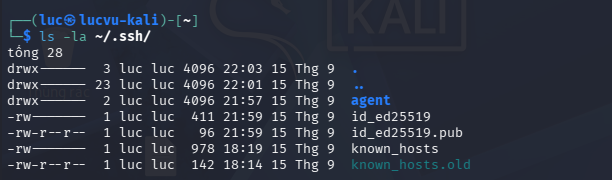 ┌──(luc㉿lucvu-kali)-[~]
└─$ ls -la ~/.ssh/
tổng 28
drwx------  3 luc luc 4096 22:03 15 Thg 9  .
drwx------ 23 luc luc 4096 22:01 15 Thg 9  ..
drwx------  2 luc luc 4096 21:57 15 Thg 9  agent
-rw-------  1 luc luc  411 21:59 15 Thg 9  id_ed25519
-rw-r--r--  1 luc luc   96 21:59 15 Thg 9  id_ed25519.pub
-rw-------  1 luc luc  978 18:19 15 Thg 9  known_hosts
-rw-r--r--  1 luc luc  142 18:14 15 Thg 9  known_hosts.old
KALI